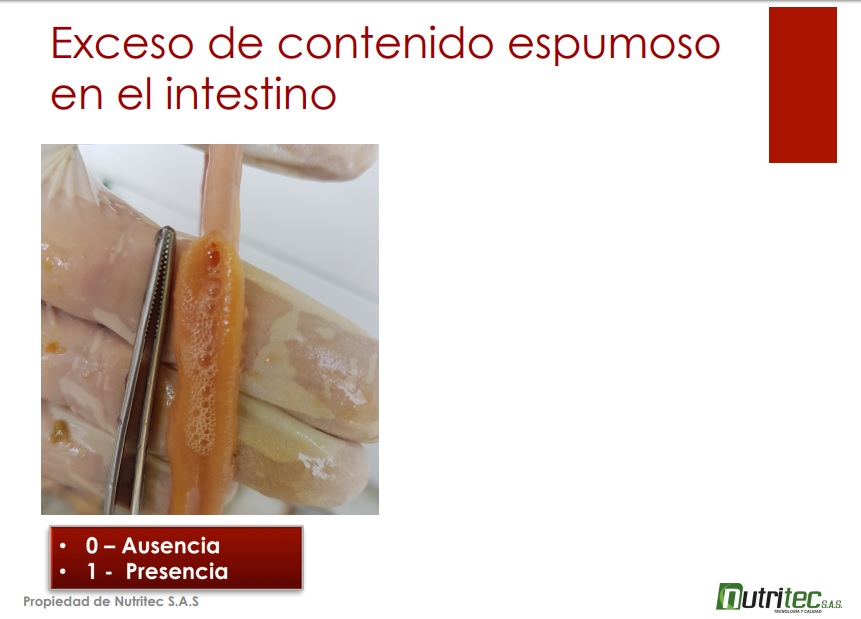 Exceso de contenido espumoso
en el intestino
• 0 – Ausencia
• 1 - Presencia
Propiedad de Nutritec S.A.S
nutritec S.A.S.
TECNOLOGÍA Y CALIDAD